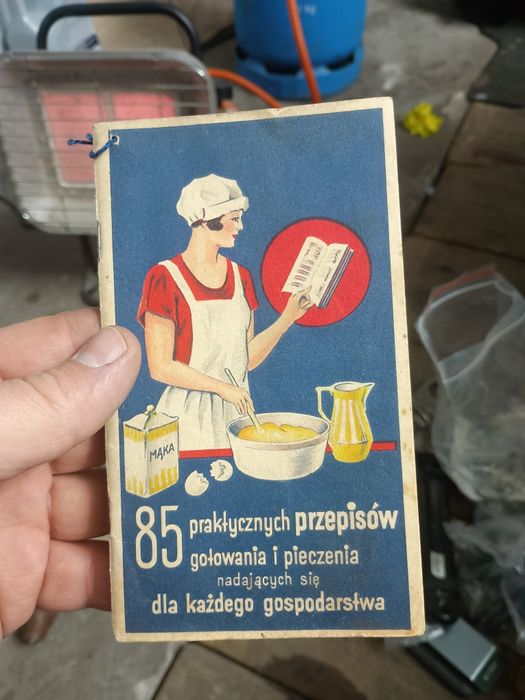 MĄKA
85 praktycznych przepisów
gotowania i pieczenia
nadających się
dla każdego gospodarstwa